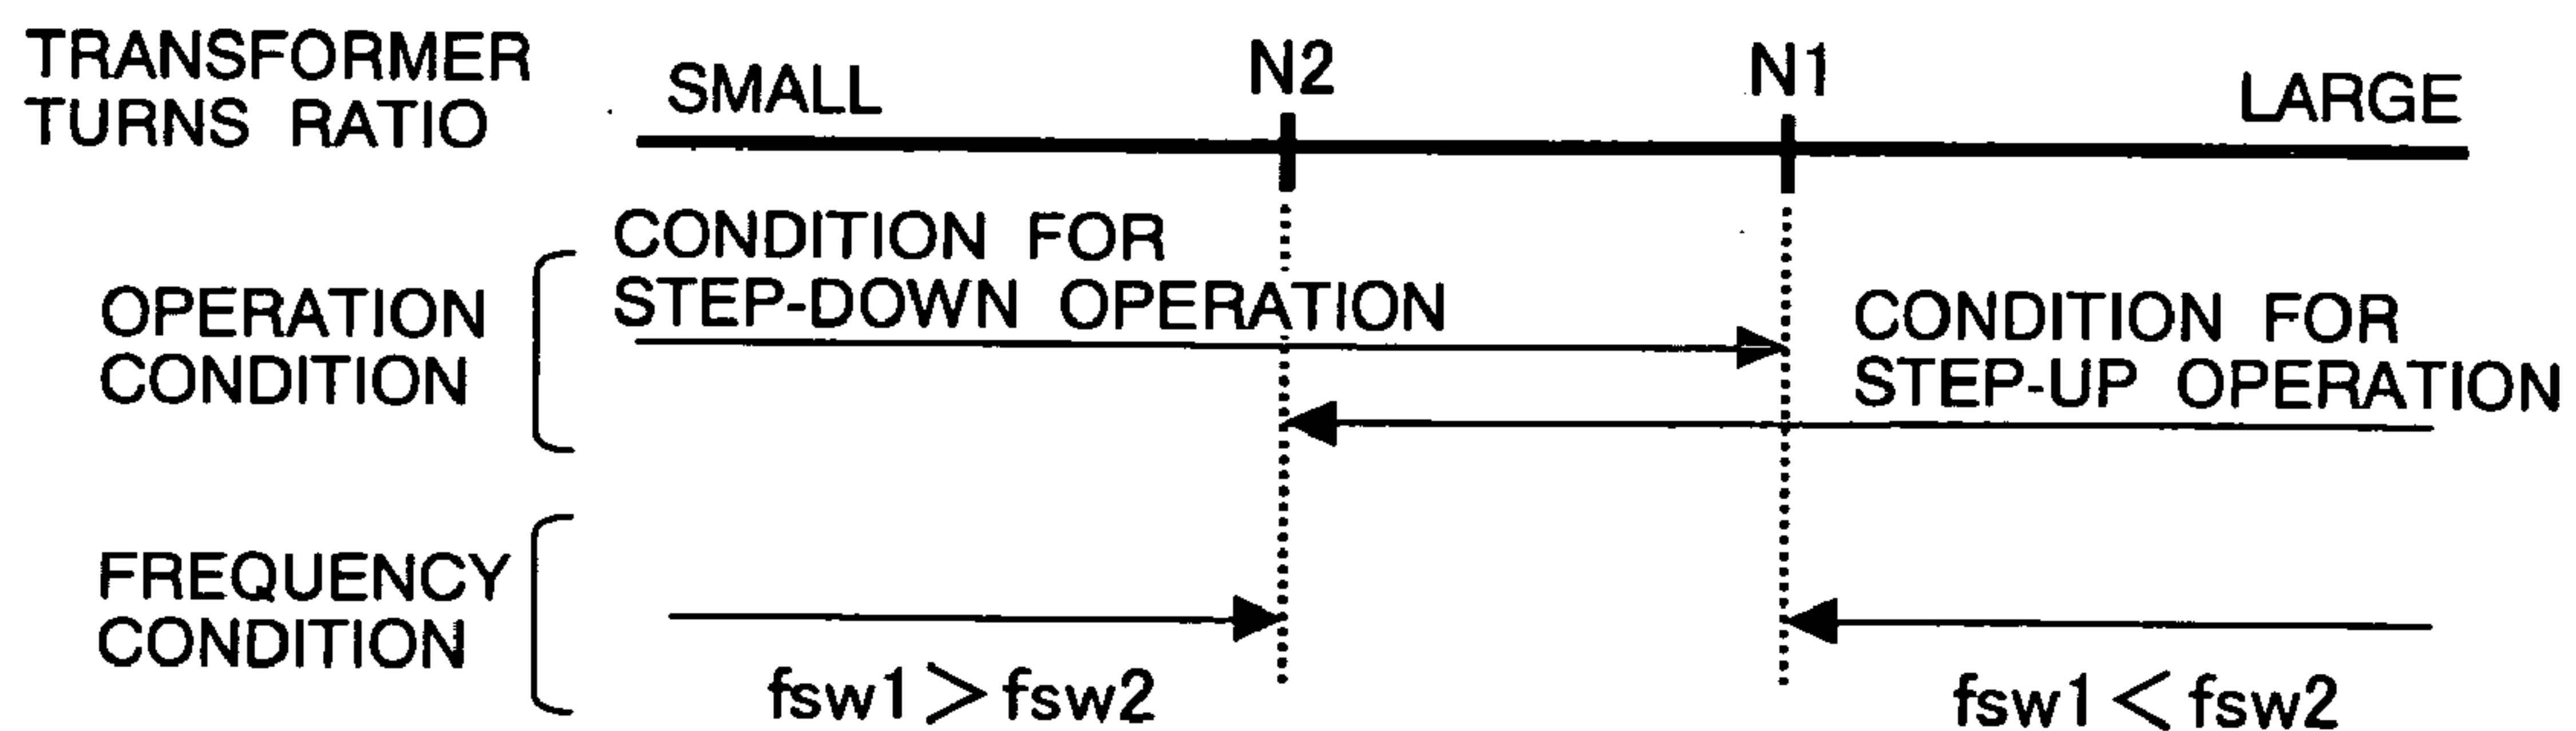 TRANSFORMER
TURNS RATIO
SMALL
N2
N1
LARGE
OPERATION
CONDITION
CONDITION FOR
STEP-DOWN OPERATION
CONDITION FOR
STEP-UP OPERATION
FREQUENCY
CONDITION
fsw1>fsw2
fsw1<fsw2